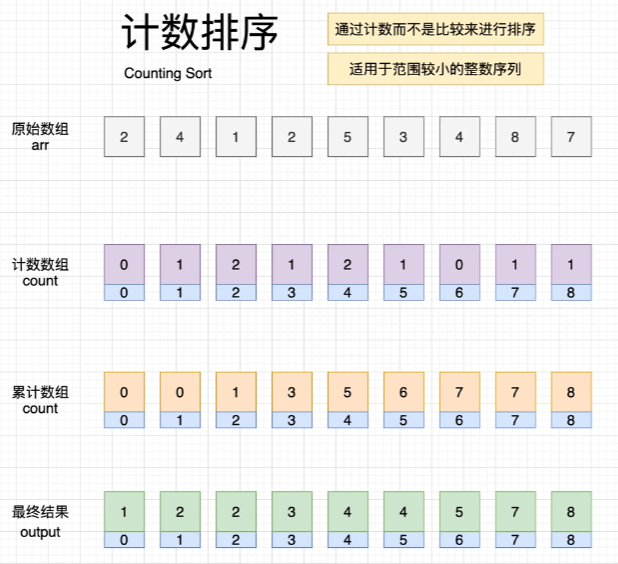 计数排序
Counting Sort
通过计数而不是比较来进行排序
适用于范围较小的整数序列
原始数组
arr
2 4 1 2 5 3 4 8 7
计数数组
count
0 1 2 1 2 1 0 1 1
0 1 2 3 4 5 6 7 8
累计数组
count
0 0 1 3 5 6 7 7 8
0 1 2 3 4 5 6 7 8
最终结果
output
1 2 2 3 4 4 5 7 8
0 1 2 3 4 5 6 7 8